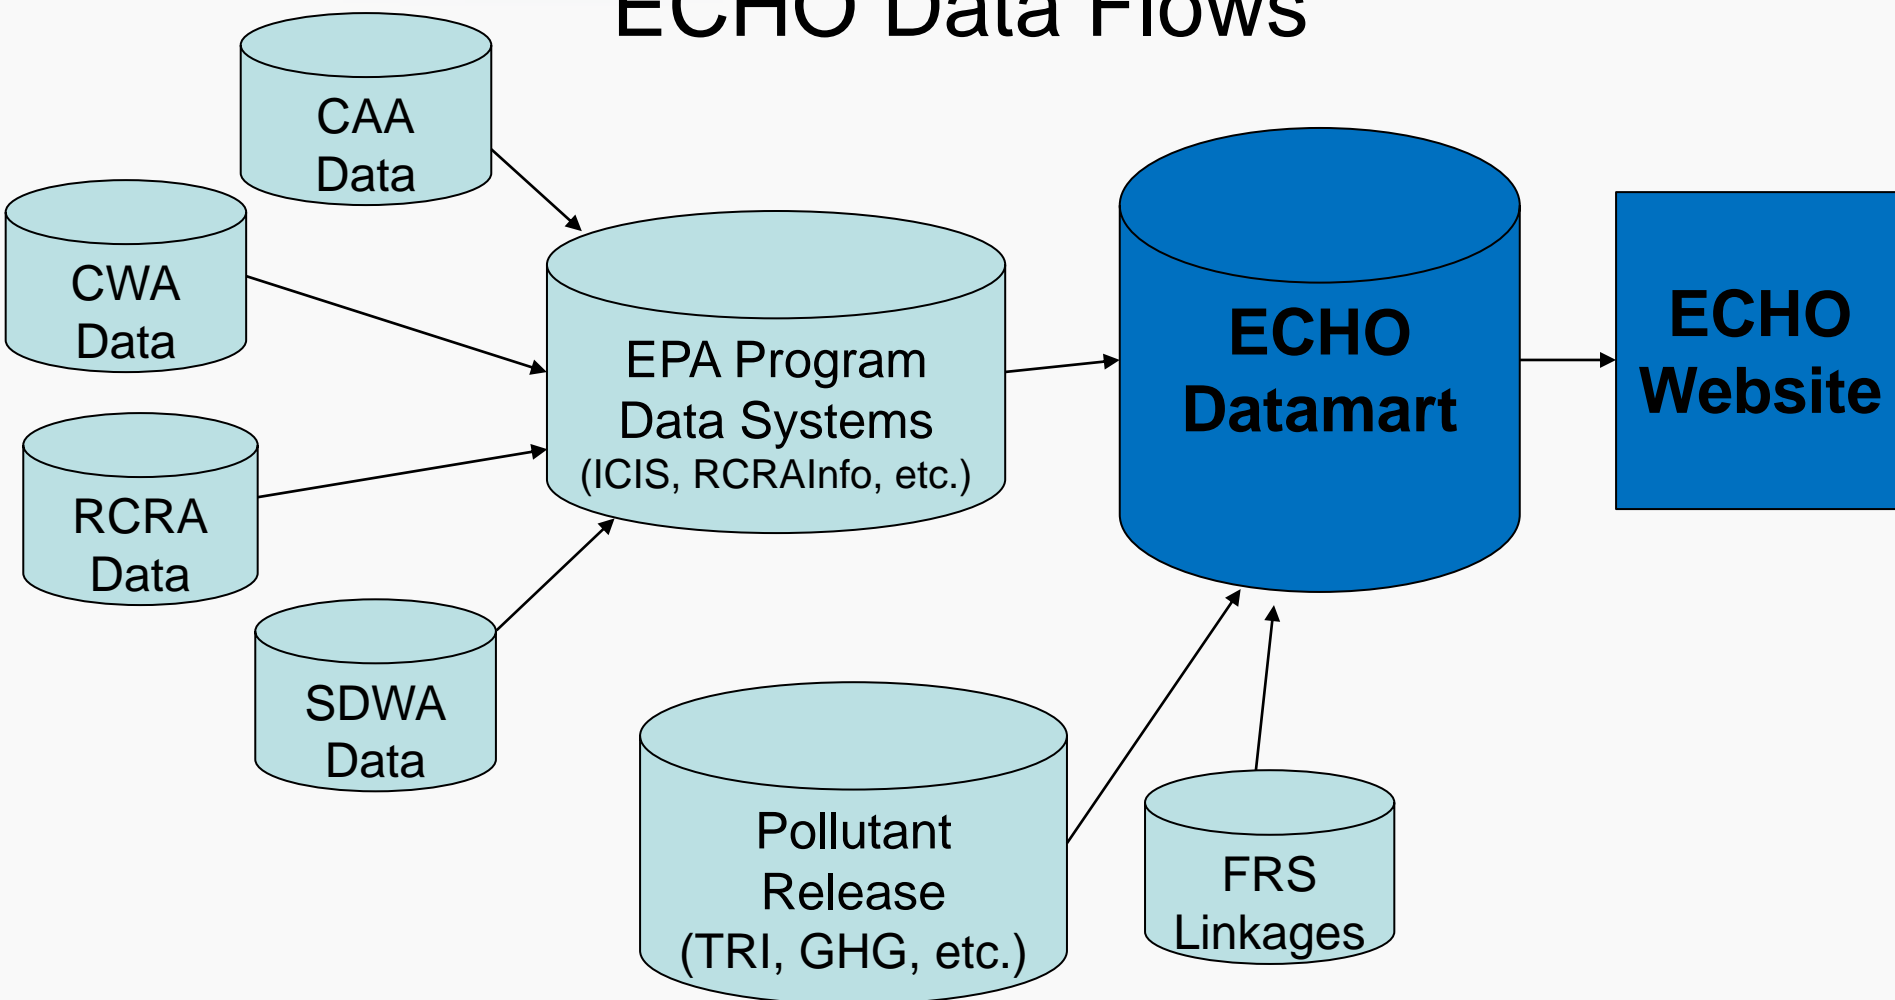 ECHO Data Flows
CAA
Data
CWA
Data
RCRA
Data
SDWA
Data
EPA Program
Data Systems
(ICIS, RCRAInfo, etc.)
ECHO
Datamart
ECHO
Website
Pollutant
Release
(TRI, GHG, etc.)
FRS
Linkages